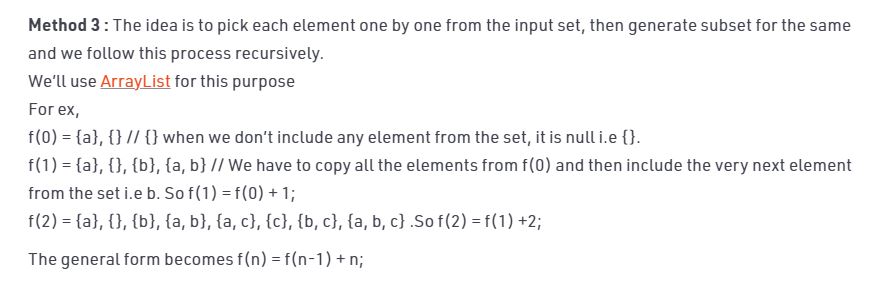 Method 3 : The idea is to pick each element one by one from the input set, then generate subset for the same
and we follow this process recursively.
We'll use ArrayList for this purpose
For ex,
f(0) = {a}, {} // {} when we don't include any element from the set, it is null i.e {}.
f(1) = {a}, {}, {b}, {a, b} // We have to copy all the elements from f(0) and then include the very next element
from the set i.e b. So f(1) = f(0) + 1;
f(2) = {a}, {}, {b}, {a, b}, {a, c}, {c}, {b, c}, {a, b, c} .So f(2) = f(1) +2;
The general form becomes f(n) = f(n-1) + n;